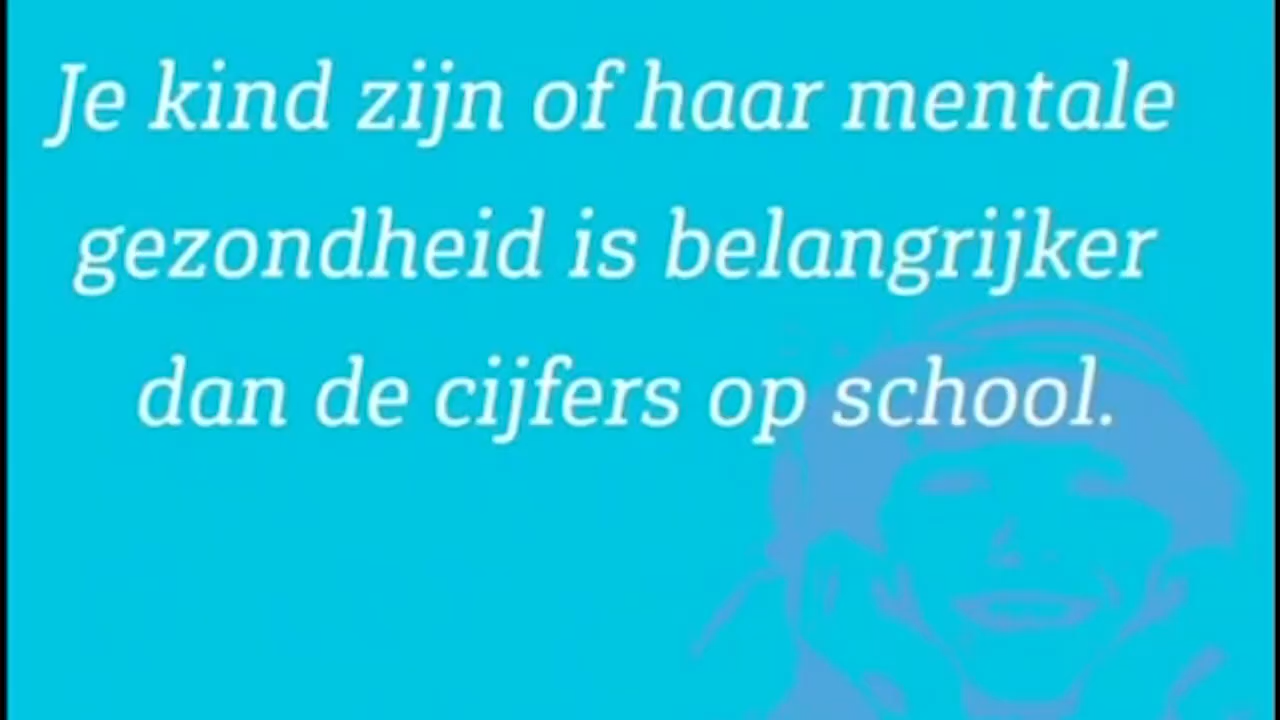 Je kind zijn of haar mentale
gezondheid is belangrijker
dan de cijfers op school.